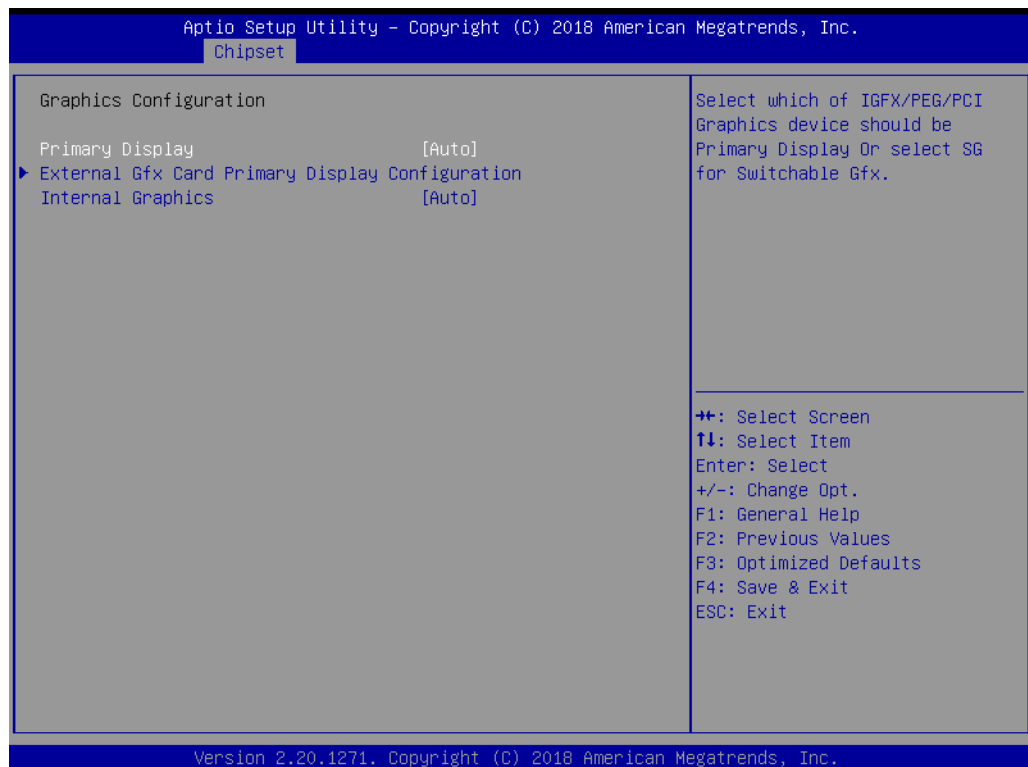 Aptio Setup Utility – Copyright (C) 2018 American Megatrends, Inc.
Chipset
Graphics Configuration
Primary Display [Auto]
External Gfx Card Primary Display Configuration
Internal Graphics [Auto]
Select which of IGFX/PEG/PCI
Graphics device should be
Primary Display Or select SG
for Switchable Gfx.
→←: Select Screen
↑↓: Select Item
Enter: Select
+/-: Change Opt.
F1: General Help
F2: Previous Values
F3: Optimized Defaults
F4: Save & Exit
ESC: Exit
Version 2.20.1271. Copyright (C) 2018 American Megatrends, Inc.